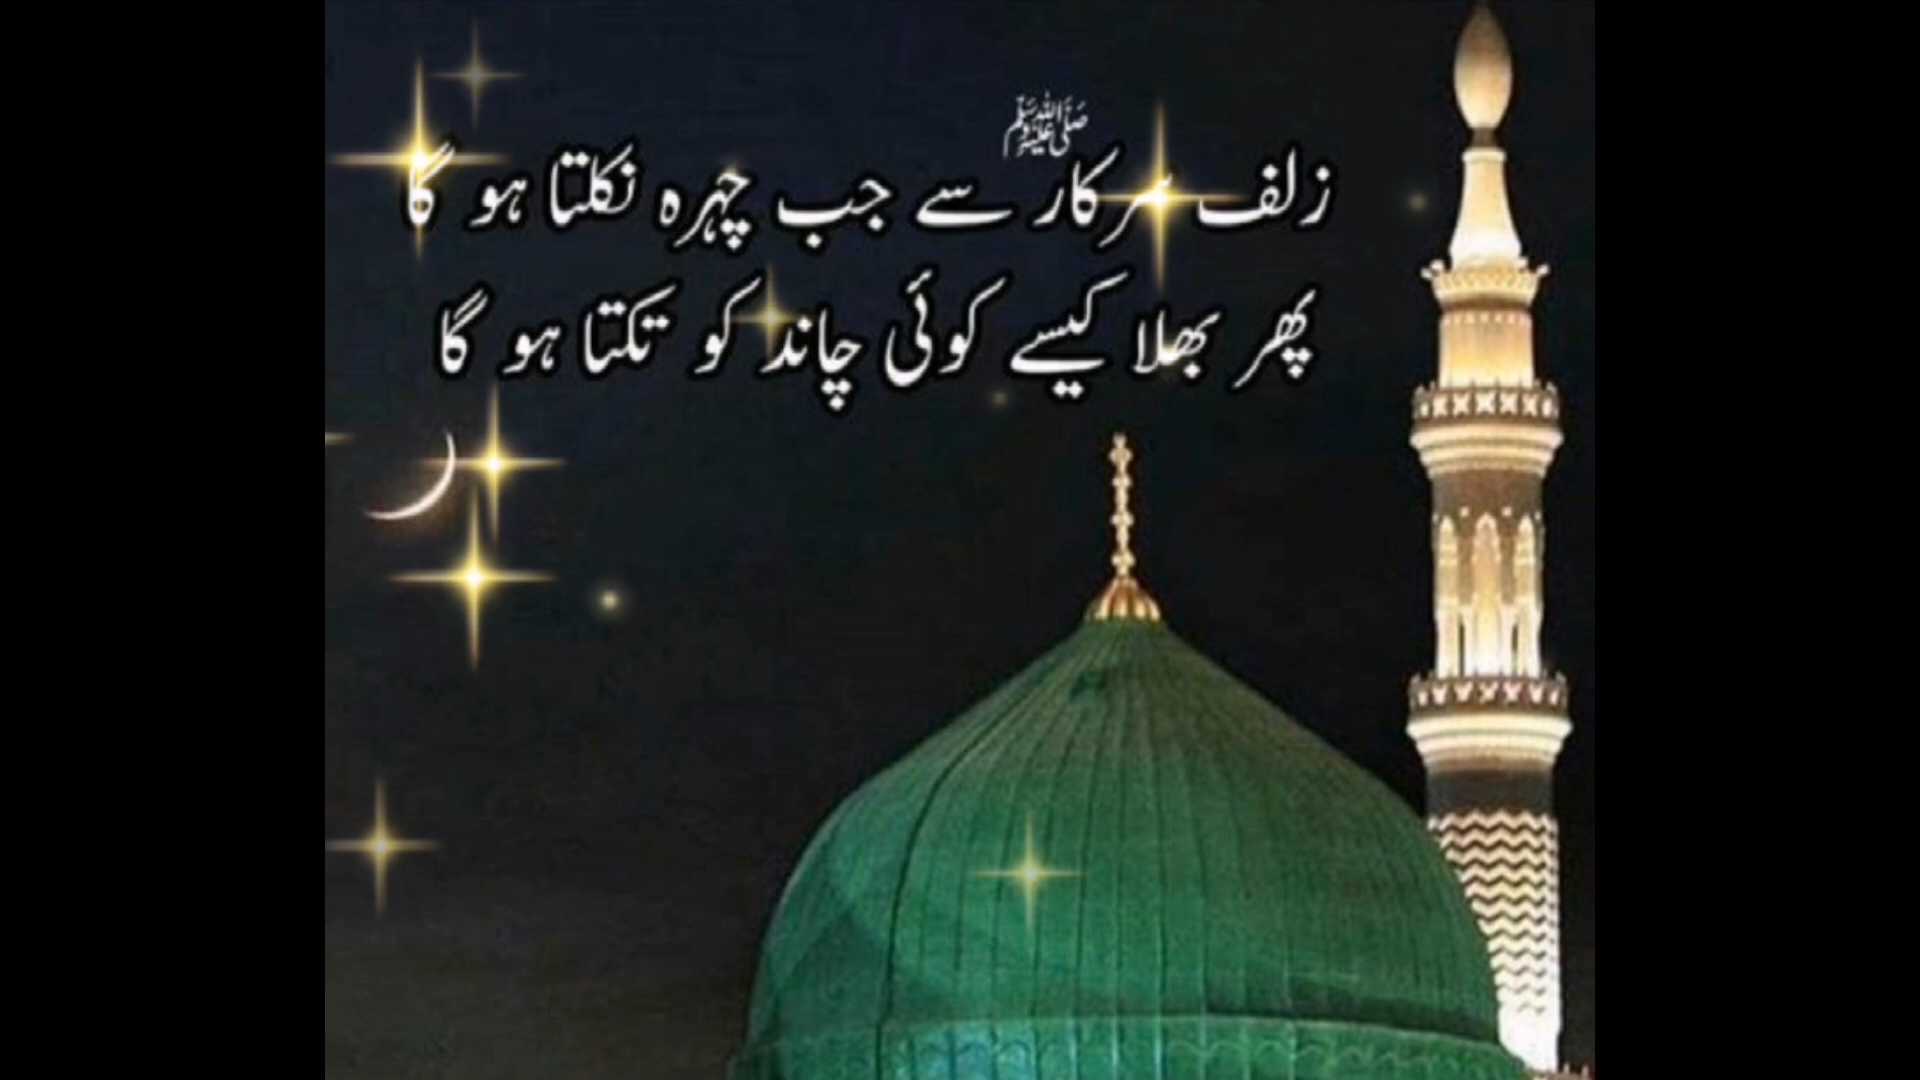 زلف سرکار ﷺ سے جب چہرہ نکلتا ہو گا
پھر بھلا کیسے کوئی چاند کو تکتا ہو گا